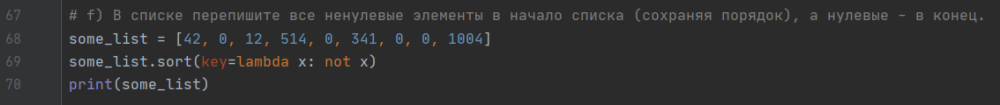 67 # f) В списке перепишите все ненулевые элементы в начало списка (сохраняя порядок), а нулевые - в конец.
68 some_list = [42, 0, 12, 514, 0, 341, 0, 0, 1004]
69 some_list.sort(key=lambda x: not x)
70 print(some_list)